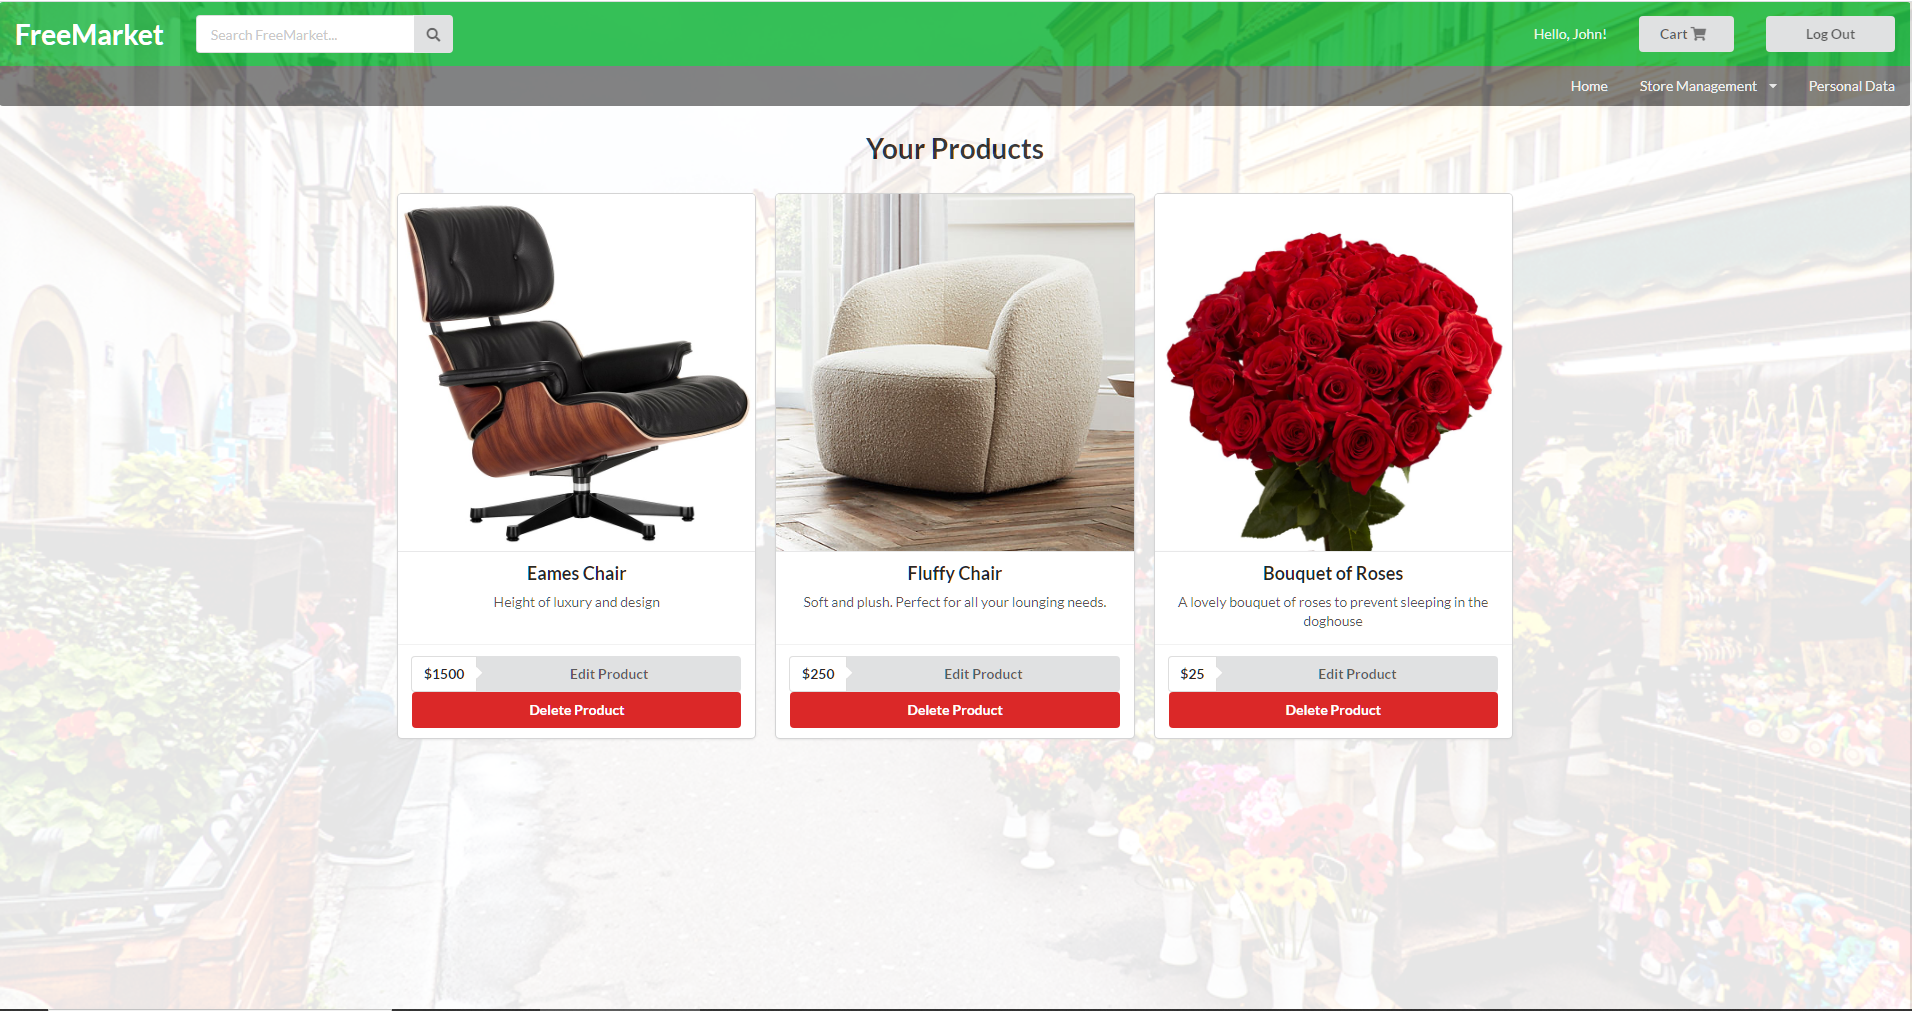 FreeMarket
Search FreeMarket...
Hello, John!
Cart
Log Out
Home
Store Management
Personal Data
Your Products
Eames Chair
Height of luxury and design
$1500
Edit Product
Delete Product
Fluffy Chair
Soft and plush. Perfect for all your lounging needs.
$250
Edit Product
Delete Product
Bouquet of Roses
A lovely bouquet of roses to prevent sleeping in the
doghouse
$25
Edit Product
Delete Product